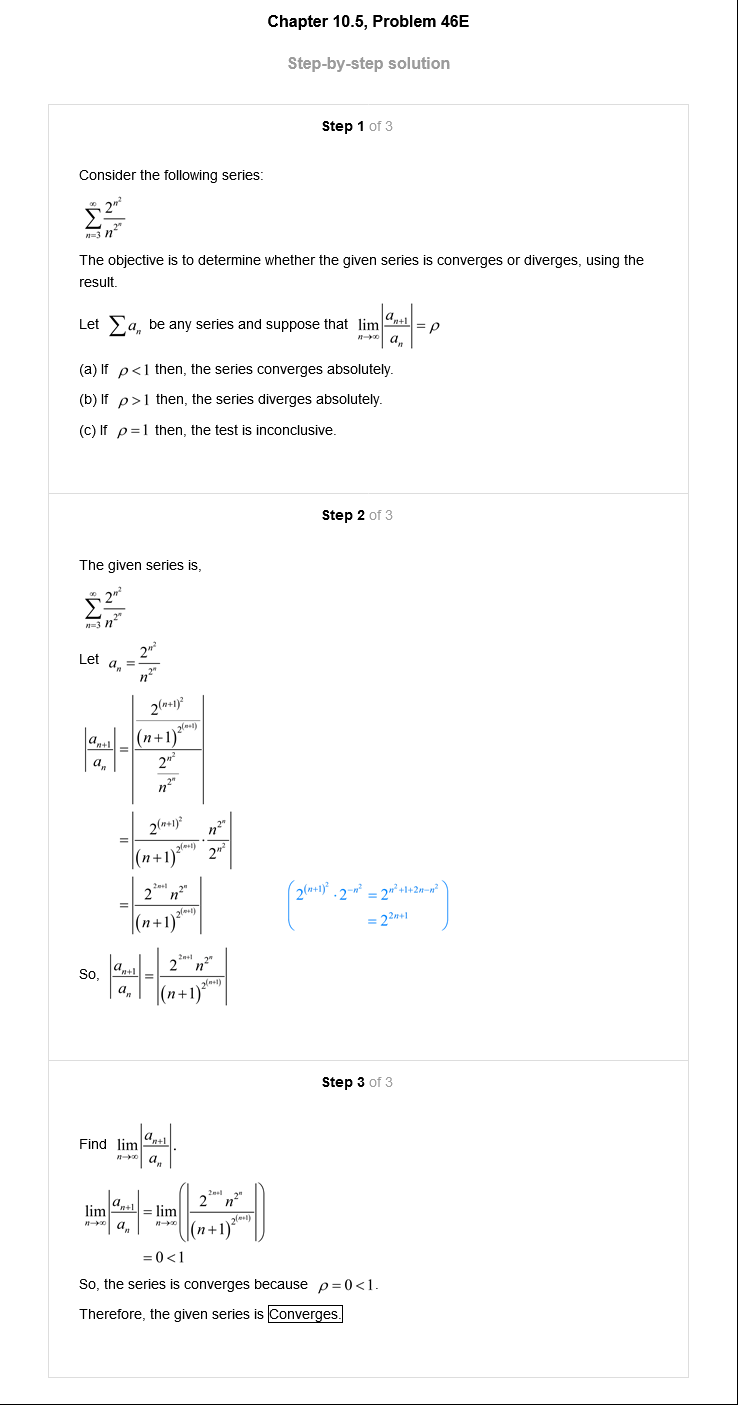 Chapter 10.5, Problem 46E
Step-by-step solution
Step 1 of 3
Consider the following series:
$\sum_{n=3}^{\infty} \frac{2^{n^2}}{n^{2^n}}$
The objective is to determine whether the given series is converges or diverges, using the
result.
Let $\sum a_n$ be any series and suppose that $\lim_{n \to \infty} \left| \frac{a_{n+1}}{a_n} \right| = \rho$
(a) If $\rho < 1$ then, the series converges absolutely.
(b) If $\rho > 1$ then, the series diverges absolutely.
(c) If $\rho = 1$ then, the test is inconclusive.
Step 2 of 3
The given series is,
$\sum_{n=3}^{\infty} \frac{2^{n^2}}{n^{2^n}}$
Let $a_n = \frac{2^{n^2}}{n^{2^n}}$
$\left| \frac{a_{n+1}}{a_n} \right| = \left| \frac{\frac{2^{(n+1)^2}}{(n+1)^{2^{(n+1)}}}}{\frac{2^{n^2}}{n^{2^n}}} \right|$
$= \left| \frac{2^{(n+1)^2}}{(n+1)^{2^{(n+1)}}} \cdot \frac{n^{2^n}}{2^{n^2}} \right|$
$= \left| \frac{2^{2n+1} n^{2^n}}{(n+1)^{2^{(n+1)}}} \right|$ $\left( 2^{(n+1)^2} \cdot 2^{-n^2} = 2^{n^2+1+2n-n^2} = 2^{2n+1} \right)$
So, $\left| \frac{a_{n+1}}{a_n} \right| = \left| \frac{2^{2n+1} n^{2^n}}{(n+1)^{2^{(n+1)}}} \right|$
Step 3 of 3
Find $\lim_{n \to \infty} \left| \frac{a_{n+1}}{a_n} \right|$.
$\lim_{n \to \infty} \left| \frac{a_{n+1}}{a_n} \right| = \lim_{n \to \infty} \left( \left| \frac{2^{2n+1} n^{2^n}}{(n+1)^{2^{(n+1)}}} \right| \right)$
$= 0 < 1$
So, the series is converges because $\rho = 0 < 1$.
Therefore, the given series is Converges.